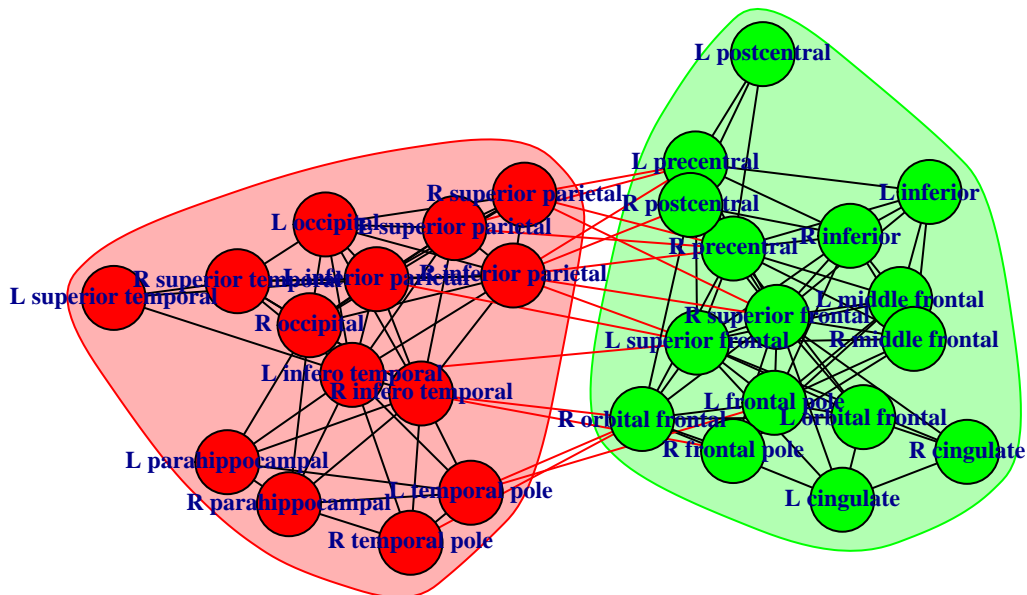 L postcentral
L precentral
R superior parietal
L inferior
R postcentral
L occipital
L superior parietal
R inferior
R precentral
R superior temporal
L inferior parietal
R inferior parietal
L superior temporal
L middle frontal
R superior frontal
R occipital
L superior frontal
R middle frontal
L infero temporal
R infero temporal
L frontal pole
R orbital frontal
L orbital frontal
R frontal pole
R cingulate
L parahippocampal
L temporal pole
L cingulate
R parahippocampal
R temporal pole